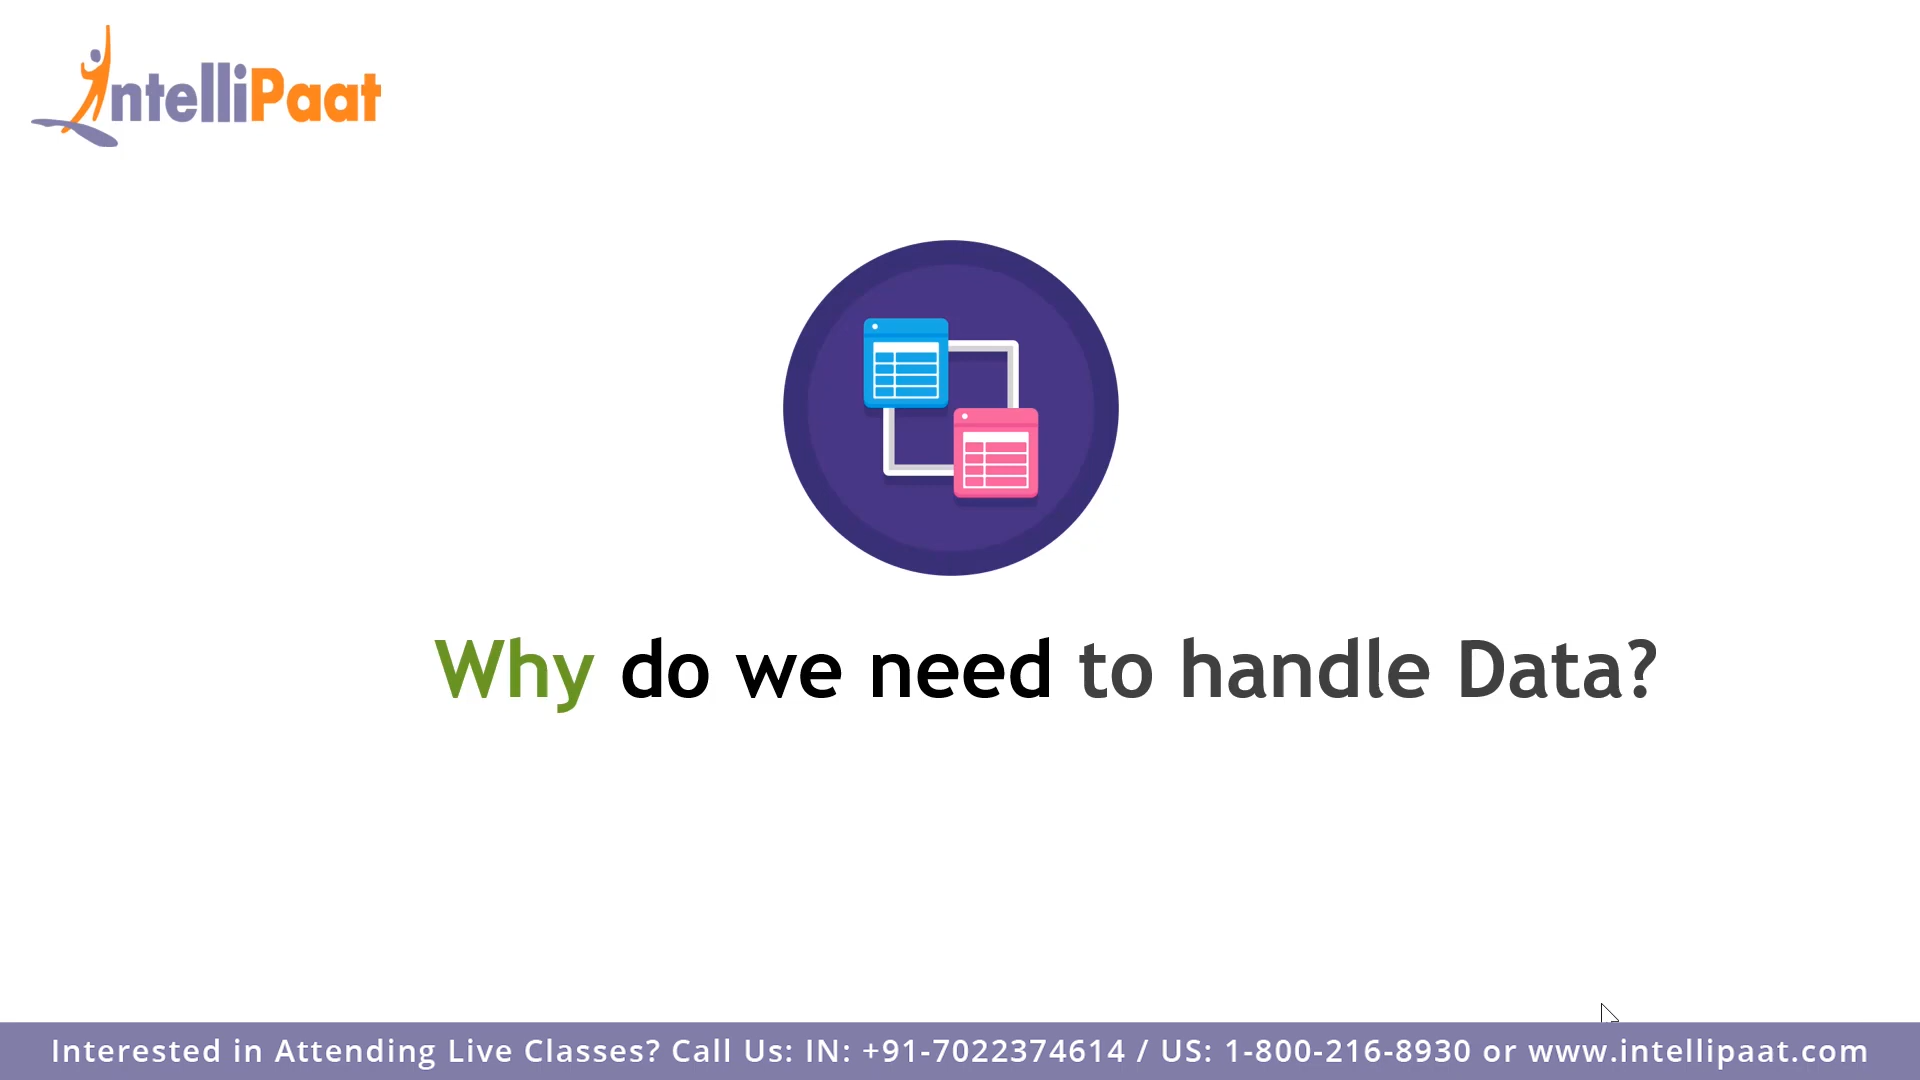 IntelliPaat
Why do we need to handle Data?
Interested in Attending Live Classes? Call Us: IN: +91-7022374614 / US: 1-800-216-8930 or www.intellipaat.com